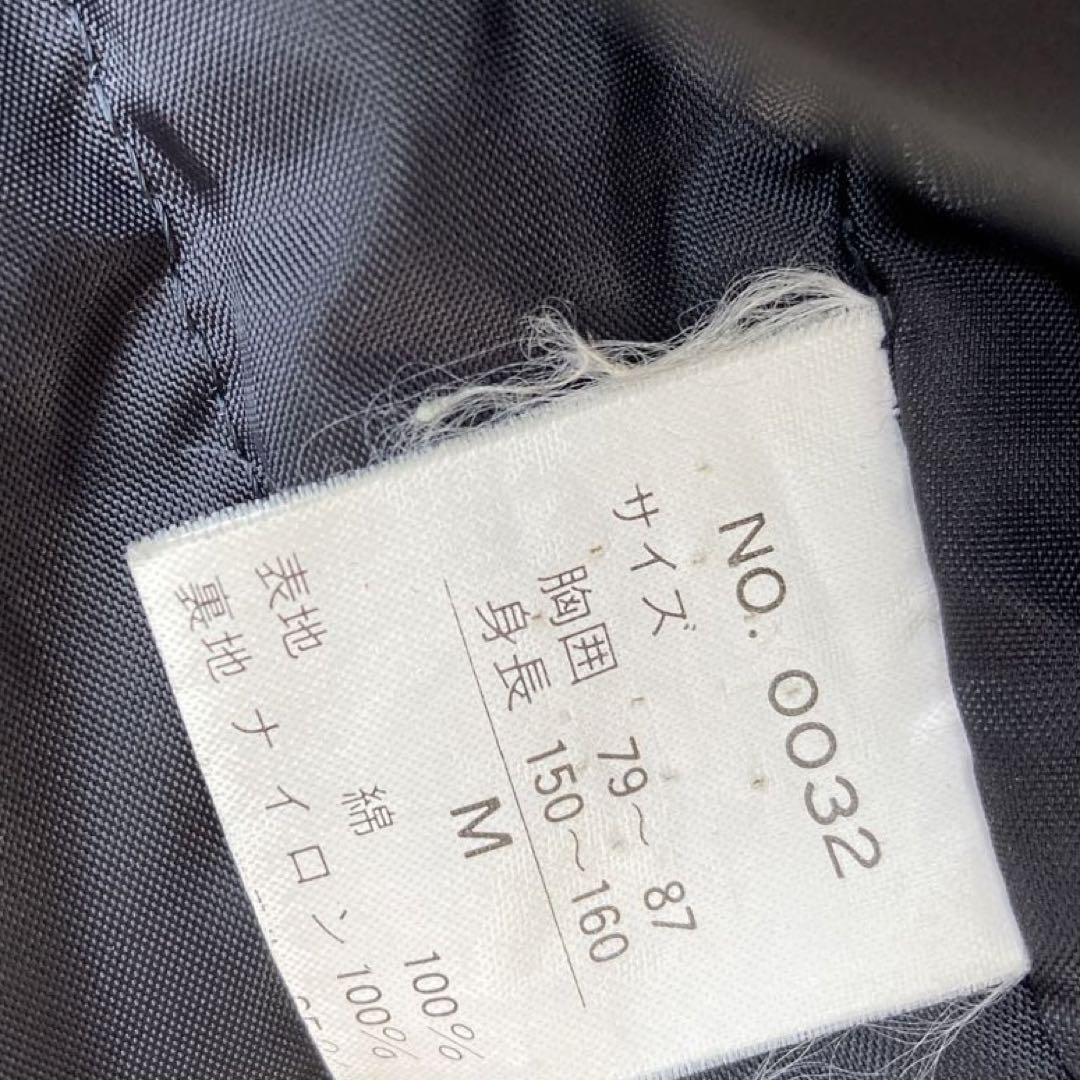 NO. 0032
サイズ
胸囲 79～ 87
身長 150～160
M
表地 綿 100%
裏地 ナイロン 100%